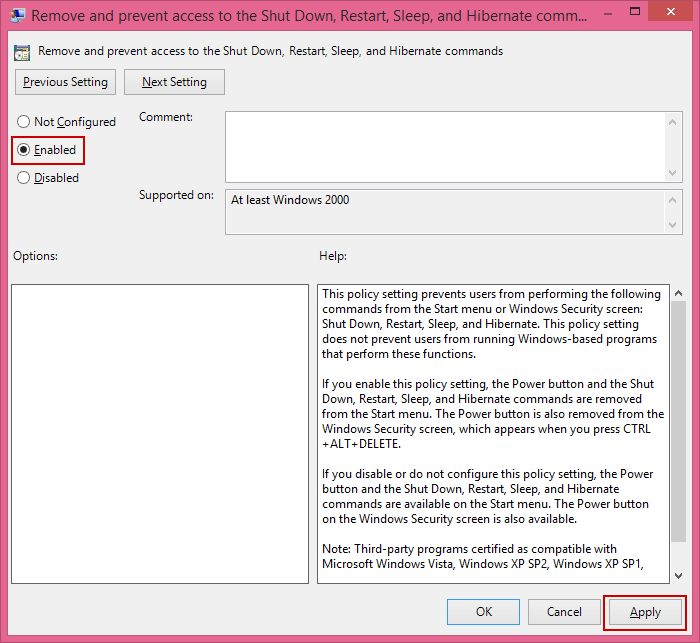 Remove and prevent access to the Shut Down, Restart, Sleep, and Hibernate comm...
Remove and prevent access to the Shut Down, Restart, Sleep, and Hibernate commands
Previous Setting
Next Setting
Not Configured
Comment:
Enabled
Disabled
Supported on:
At least Windows 2000
Options:
Help:
This policy setting prevents users from performing the following
commands from the Start menu or Windows Security screen:
Shut Down, Restart, Sleep, and Hibernate. This policy setting
does not prevent users from running Windows-based programs
that perform these functions.
If you enable this policy setting, the Power button and the Shut
Down, Restart, Sleep, and Hibernate commands are removed
from the Start menu. The Power button is also removed from the
Windows Security screen, which appears when you press CTRL
+ALT+DELETE.
If you disable or do not configure this policy setting, the Power
button and the Shut Down, Restart, Sleep, and Hibernate
commands are available on the Start menu. The Power button
on the Windows Security screen is also available.
Note: Third-party programs certified as compatible with
Microsoft Windows Vista, Windows XP SP2, Windows XP SP1,
OK
Cancel
Apply